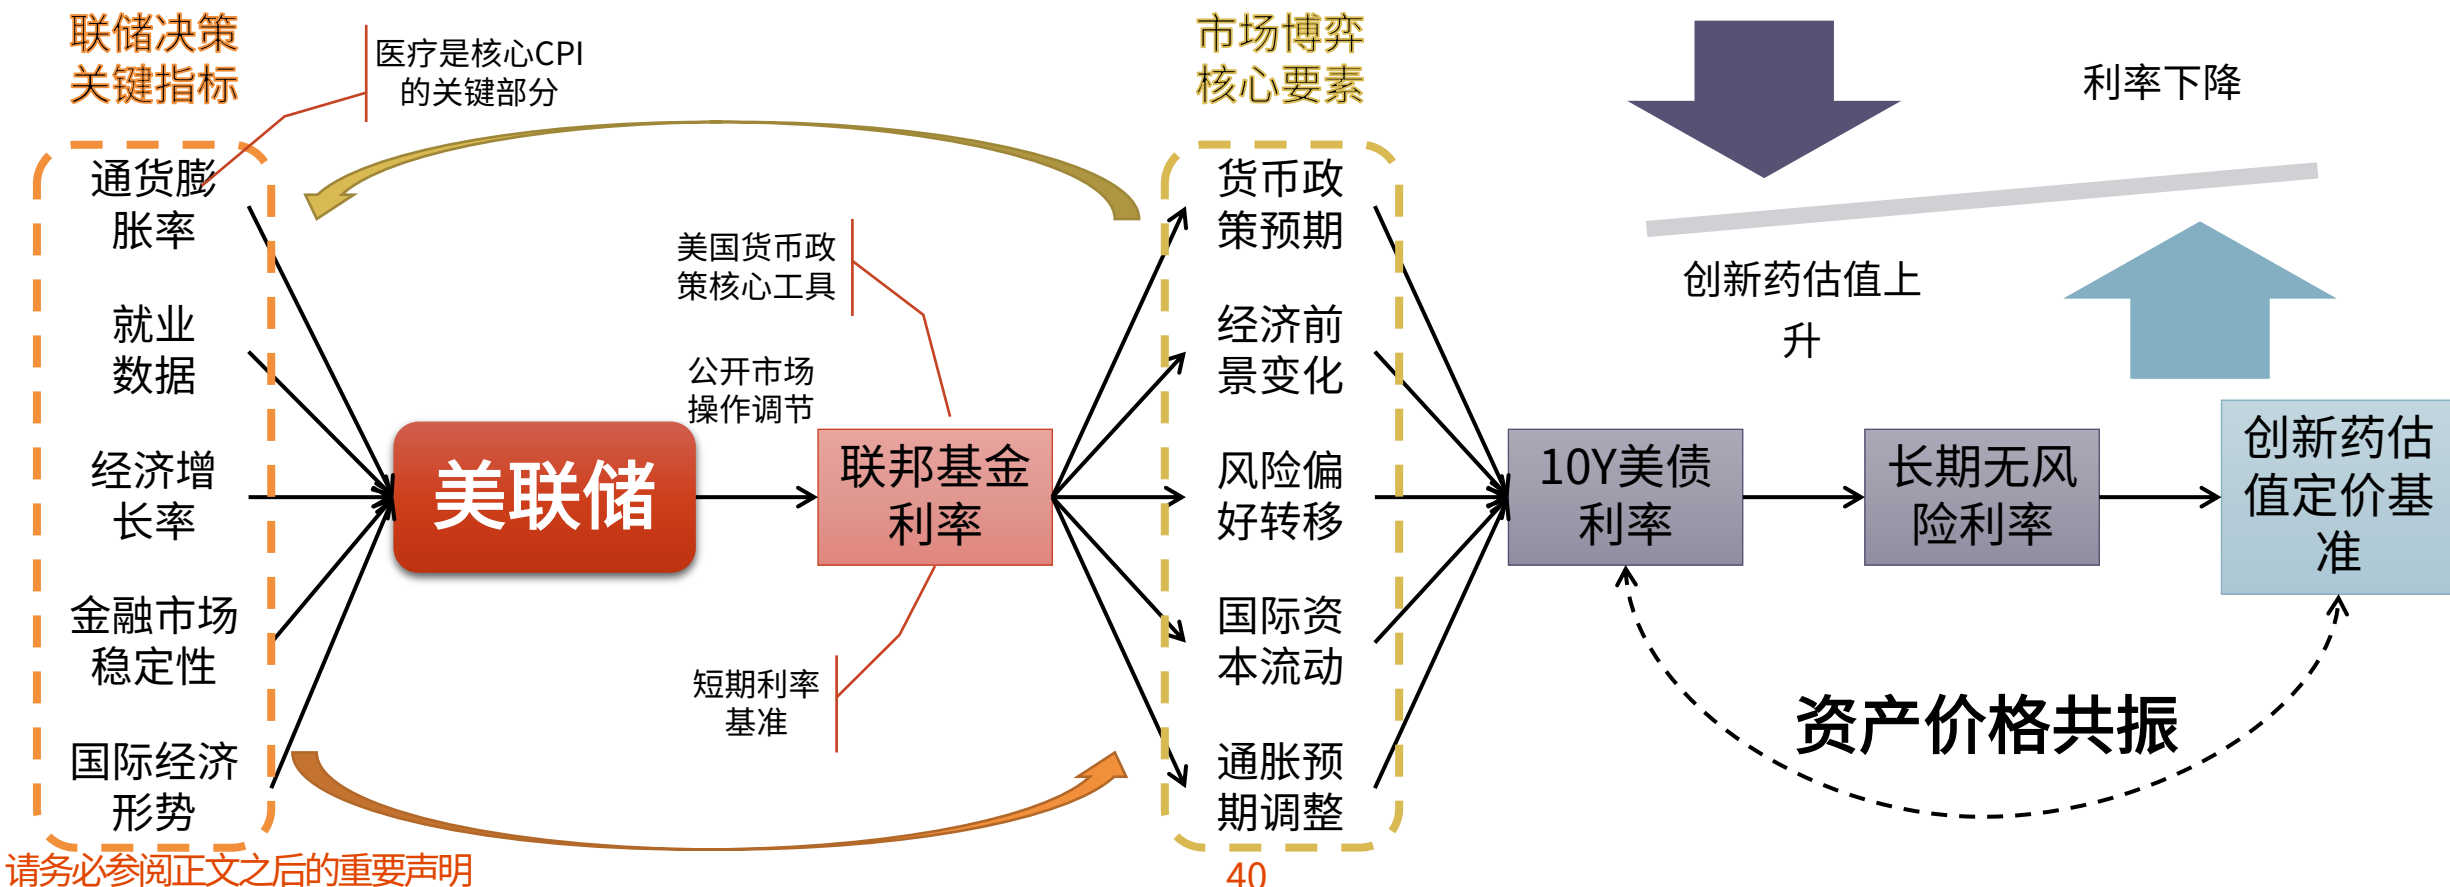 联储决策
关键指标
医疗是核心CPI
的关键部分
通货膨
胀率
就业
数据
经济增
长率
金融市场
稳定性
国际经济
形势
美联储
美国货币政
策核心工具
公开市场
操作调节
联邦基金
利率
短期利率
基准
市场博弈
核心要素
货币政
策预期
经济前
景变化
风险偏
好转移
国际资
本流动
通胀预
期调整
利率下降
创新药估值上
升
10Y美债
利率
长期无风
险利率
创新药估
值定价基
准
资产价格共振
请务必参阅正文之后的重要声明
40